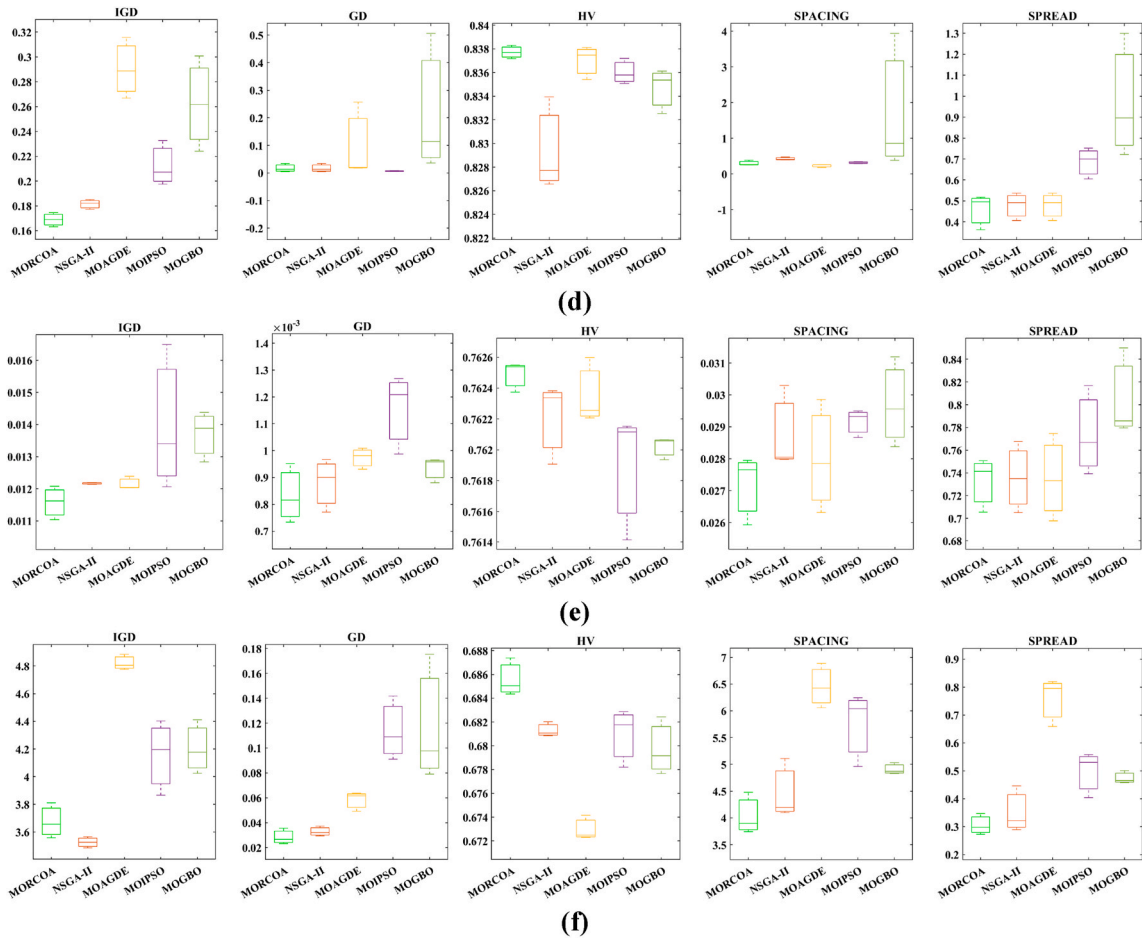 IGD GD HV SPACING SPREAD
0.32 0.3 0.28 0.26 0.24 0.22 0.2 0.18 0.16
0.5 0.4 0.3 0.2 0.1 0 -0.1 -0.2
0.84 0.838 0.836 0.834 0.832 0.83 0.828 0.826 0.824 0.822
4 3 2 1 0 -1
1.3 1.2 1.1 1 0.9 0.8 0.7 0.6 0.5 0.4
MORCOA NSGA-II MOAGDE MOIPSO MOGBO
MORCOA NSGA-II MOAGDE MOIPSO MOGBO
MORCOA NSGA-II MOAGDE MOIPSO MOGBO
MORCOA NSGA-II MOAGDE MOIPSO MOGBO
MORCOA NSGA-II MOAGDE MOIPSO MOGBO
(d)
IGD GD HV SPACING SPREAD
0.016 0.015 0.014 0.013 0.012 0.011
×10⁻³
1.4 1.3 1.2 1.1 1 0.9 0.8 0.7
0.7626 0.7624 0.7622 0.762 0.7618 0.7616 0.7614
0.031 0.03 0.029 0.028 0.027 0.026
0.84 0.82 0.8 0.78 0.76 0.74 0.72 0.7 0.68
MORCOA NSGA-II MOAGDE MOIPSO MOGBO
MORCOA NSGA-II MOAGDE MOIPSO MOGBO
MORCOA NSGA-II MOAGDE MOIPSO MOGBO
MORCOA NSGA-II MOAGDE MOIPSO MOGBO
MORCOA NSGA-II MOAGDE MOIPSO MOGBO
(e)
IGD GD HV SPACING SPREAD
4.8 4.6 4.4 4.2 4 3.8 3.6
0.18 0.16 0.14 0.12 0.1 0.08 0.06 0.04 0.02
0.688 0.686 0.684 0.682 0.68 0.678 0.676 0.674 0.672
7 6.5 6 5.5 5 4.5 4 3.5
0.9 0.8 0.7 0.6 0.5 0.4 0.3 0.2
MORCOA NSGA-II MOAGDE MOIPSO MOGBO
MORCOA NSGA-II MOAGDE MOIPSO MOGBO
MORCOA NSGA-II MOAGDE MOIPSO MOGBO
MORCOA NSGA-II MOAGDE MOIPSO MOGBO
MORCOA NSGA-II MOAGDE MOIPSO MOGBO
(f)